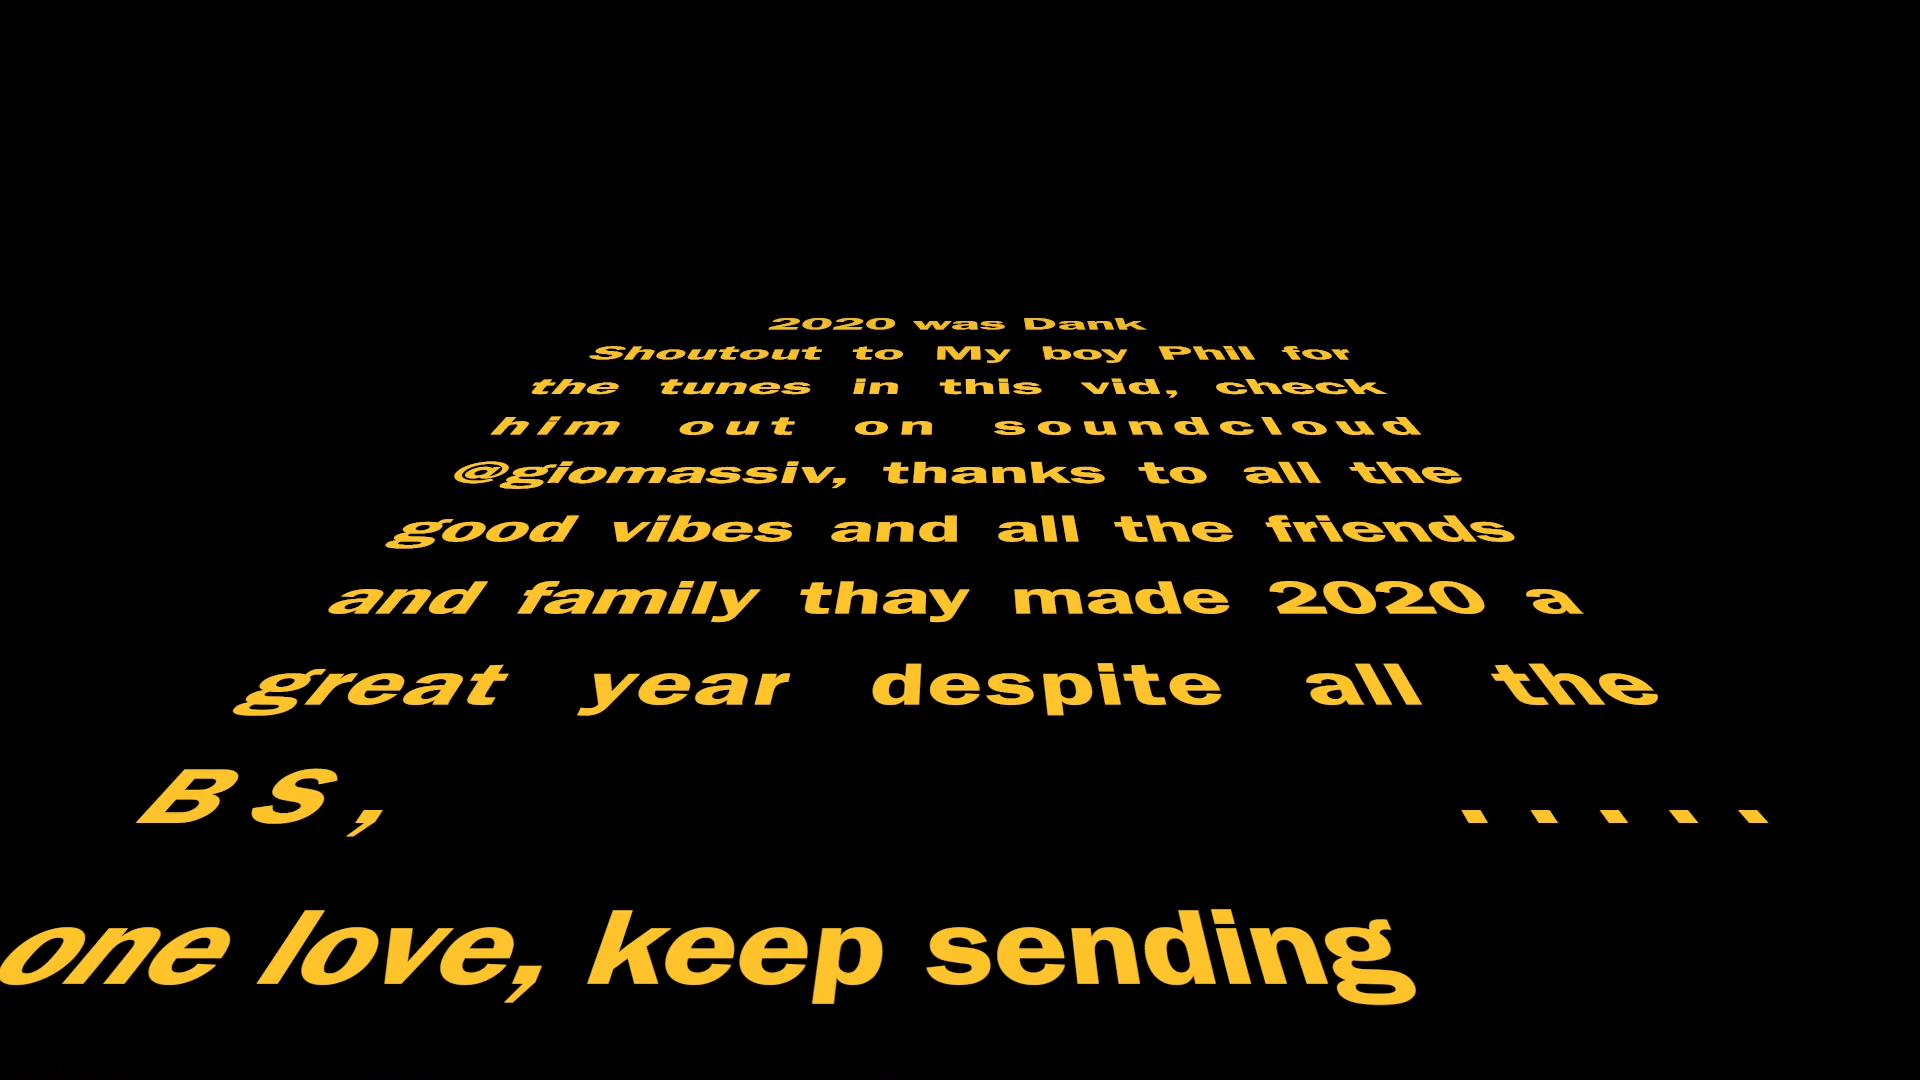 2020 was Dank
Shoutout to My boy Phil for
the tunes in this vid, check
him out on soundcloud
@giomassiv, thanks to all the
good vibes and all the friends
and family thay made 2020 a
great year despite all the
BS, .....
one love, keep sending